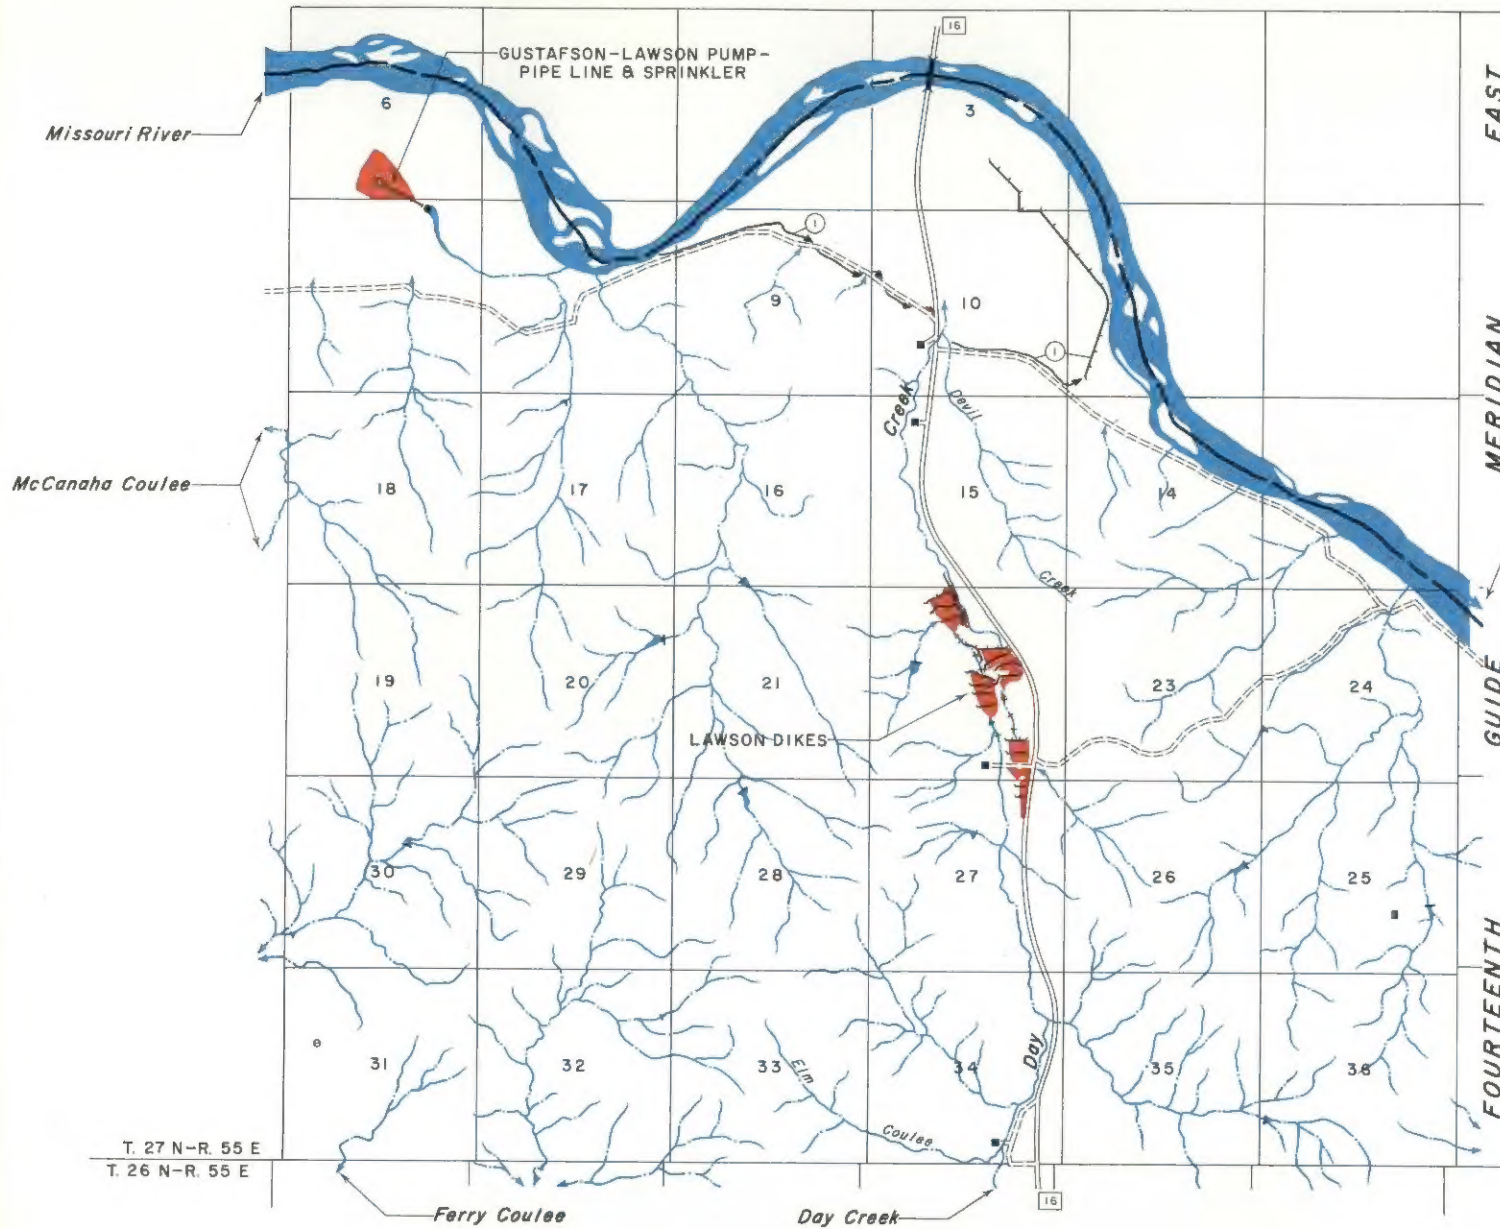 16
GUSTAFSON-LAWSON PUMP-
PIPE LINE & SPRINKLER
EAST
6
3
Missouri River
1
9
10
1
Creek
Devil
MERIDIAN
McCanaha Coulee
18
17
16
15
14
Creek
19
20
21
23
24
GUIDE
LAWSON DIKES
30
29
28
27
26
25
FOURTEENTH
31
32
33
Elm
34
Day
35
36
Coulee
T. 27 N-R. 55 E
T. 26 N-R. 55 E
16
Ferry Coulee
Day Creek